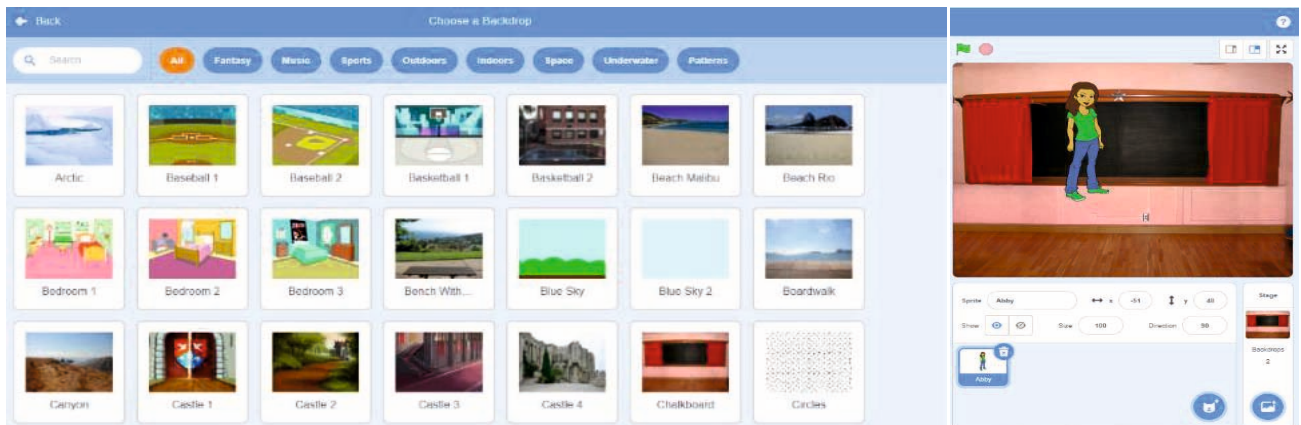 Back
Choose a Backdrop
Search
All Fantasy Music Sports Outdoors Indoors Space Underwater Patterns
Arctic Baseball 1 Baseball 2 Basketball 1 Basketball 2 Beach Malibu Beach Rio
Bedroom 1 Bedroom 2 Bedroom 3 Bench With... Blue Sky Blue Sky 2 Boardwalk
Canyon Castle 1 Castle 2 Castle 3 Castle 4 Chalkboard Circles
?
Sprite Abby x -51 y 40
Show Size 100 Direction 90
Abby
Stage
Backdrops
2